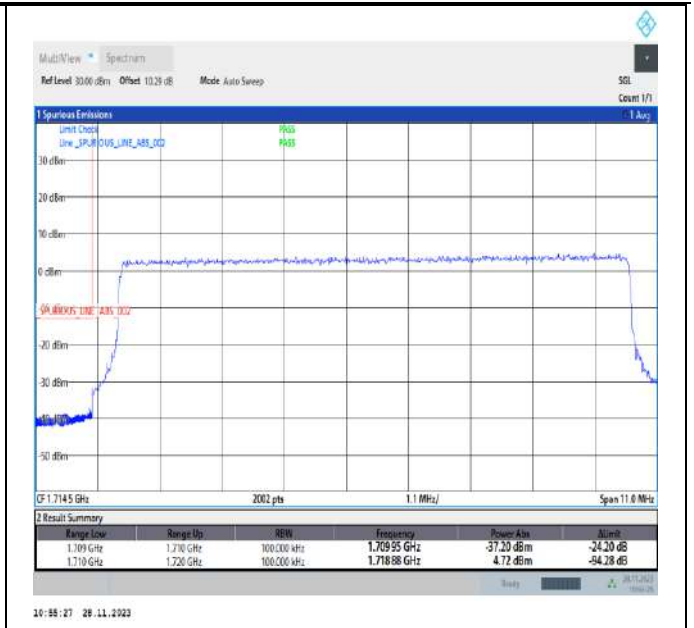 MultiView Spectrum
Ref Level 30.00 dBm Offset 10.29 dB Mode Auto Sweep SGL
Count 1/1
1 Spurious Emissions 1 Avg
Limit Check PASS
Line _SPURIOUS_LINE_ABS_002 PASS
30 dBm
20 dBm
10 dBm
0 dBm
SPURIOUS_LINE_ABS_002
-20 dBm
-30 dBm
-40 dBm
-50 dBm
CF 1.7145 GHz 2002 pts 1.1 MHz/ Span 11.0 MHz
2 Result Summary
Range Low Range Up RBW Frequency Power Abs ΔLimit
1.709 GHz 1.710 GHz 100.000 kHz 1.70995 GHz -37.20 dBm -24.20 dB
1.710 GHz 1.720 GHz 100.000 kHz 1.71888 GHz 4.72 dBm -94.28 dB
Ready 28.11.2023
10:55:27 28.11.2023